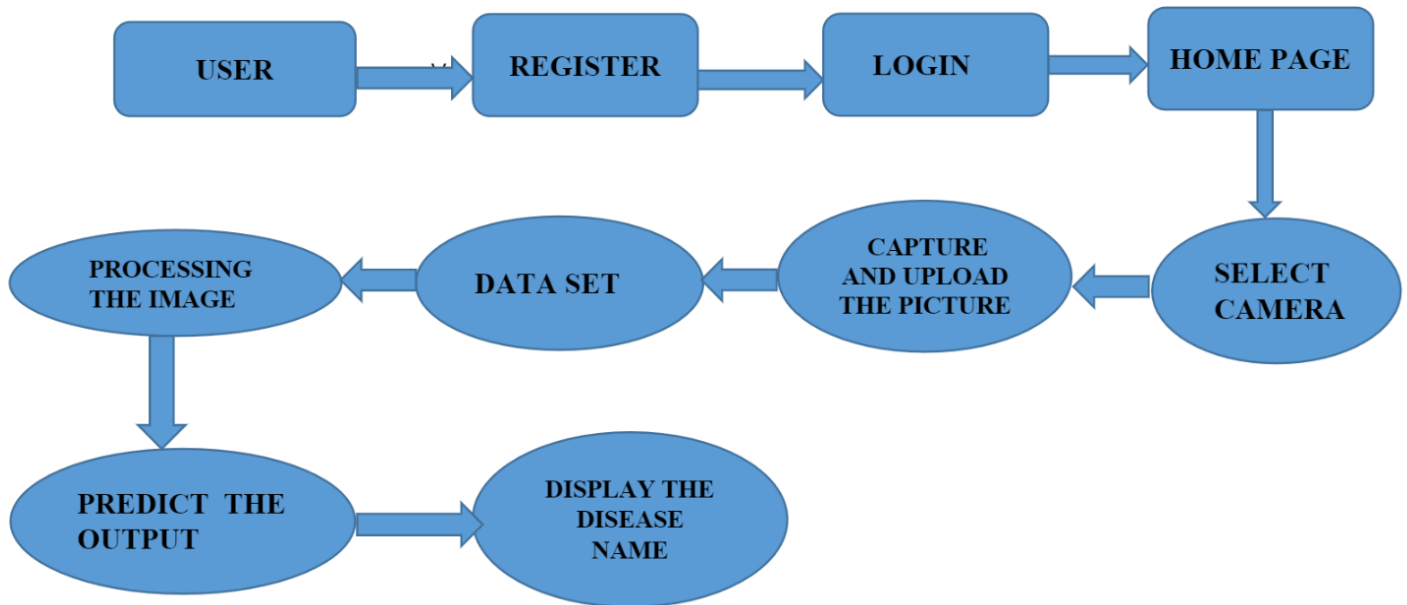 USER
REGISTER
LOGIN
HOME PAGE
SELECT
CAMERA
CAPTURE
AND UPLOAD
THE PICTURE
DATA SET
PROCESSING
THE IMAGE
PREDICT THE
OUTPUT
DISPLAY THE
DISEASE
NAME